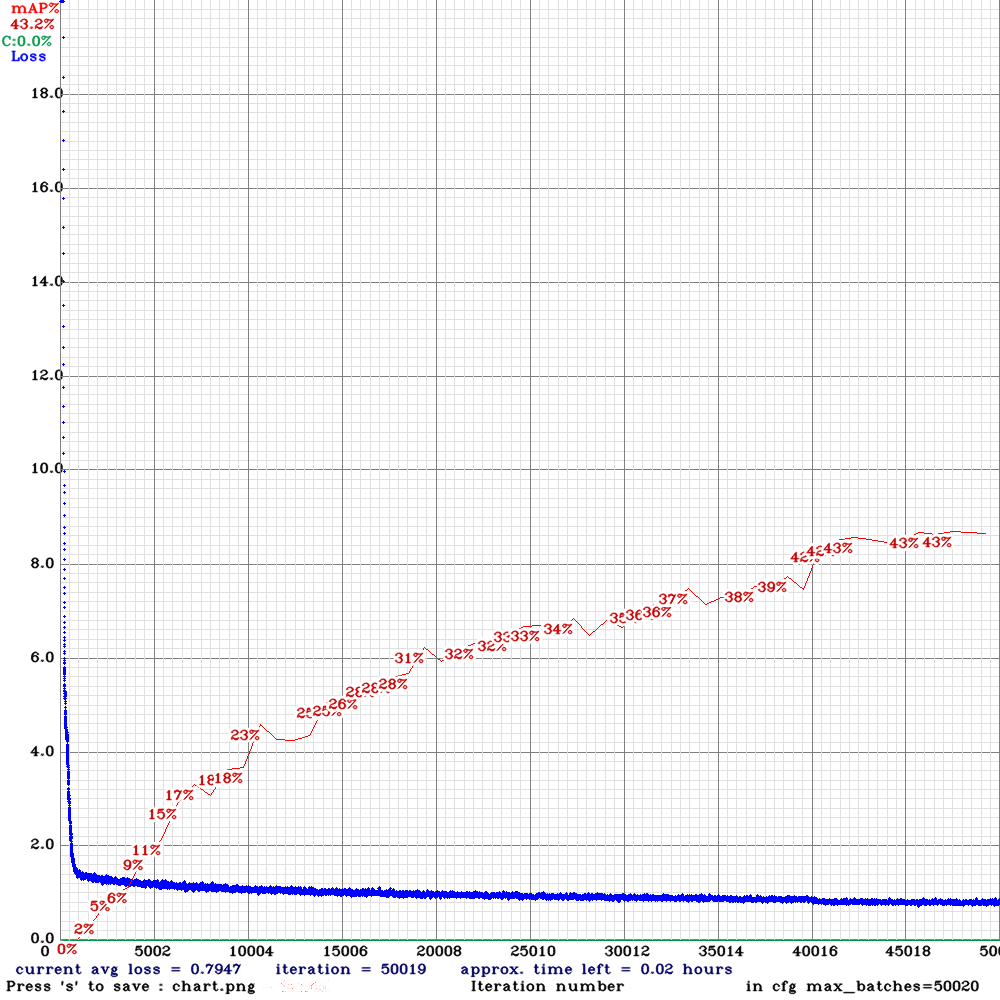 mAP%
43.2%
C:0.0%
Loss
18.0
16.0
14.0
12.0
10.0
8.0
6.0
4.0
2.0
0.0
0% 2% 5% 6% 9% 11% 15% 17% 18 18% 23% 25% 26% 28 28 28% 31% 32% 32% 33% 34% 36% 37% 38% 39% 42% 43% 43% 43%
0 5002 10004 15006 20008 25010 30012 35014 40016 45018
current avg loss = 0.7947 iteration = 50019 approx. time left = 0.02 hours
Press 's' to save : chart.png Iteration number in cfg max_batches=50020